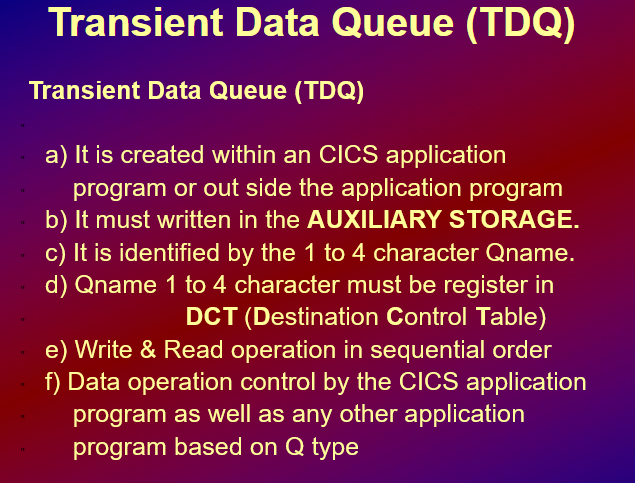 Transient Data Queue (TDQ)
Transient Data Queue (TDQ)
a) It is created within an CICS application
program or out side the application program
b) It must written in the AUXILIARY STORAGE.
c) It is identified by the 1 to 4 character Qname.
d) Qname 1 to 4 character must be register in
DCT (Destination Control Table)
e) Write & Read operation in sequential order
f) Data operation control by the CICS application
program as well as any other application
program based on Q type